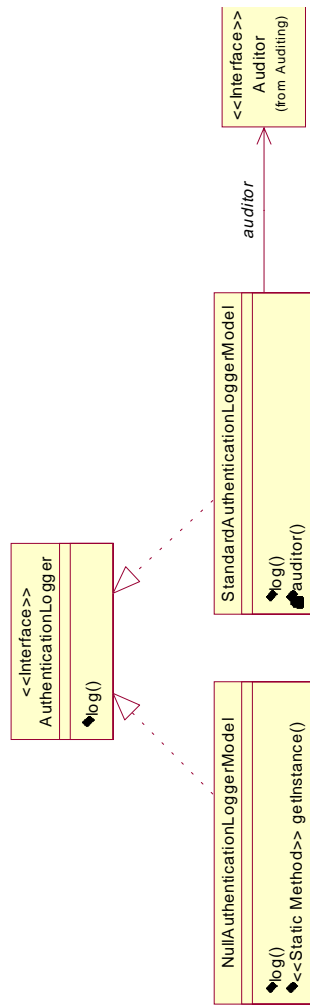 <<Interface>>
AuthenticationLogger
log()
NullAuthenticationLoggerModel
log()
<<Static Method>> getInstance()
StandardAuthenticationLoggerModel
log()
auditor()
auditor
<<Interface>>
Auditor
(from Auditing)